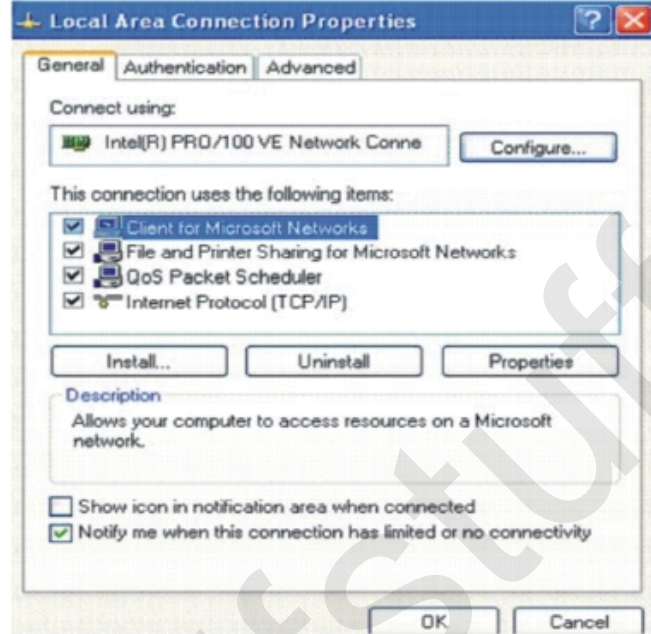 Local Area Connection Properties
General Authentication Advanced
Connect using:
Intel(R) PRO/100 VE Network Conne
Configure...
This connection uses the following items:
Client for Microsoft Networks
File and Printer Sharing for Microsoft Networks
QoS Packet Scheduler
Internet Protocol (TCP/IP)
Install... Uninstall Properties
Description
Allows your computer to access resources on a Microsoft
network.
Show icon in notification area when connected
Notify me when this connection has limited or no connectivity
OK Cancel